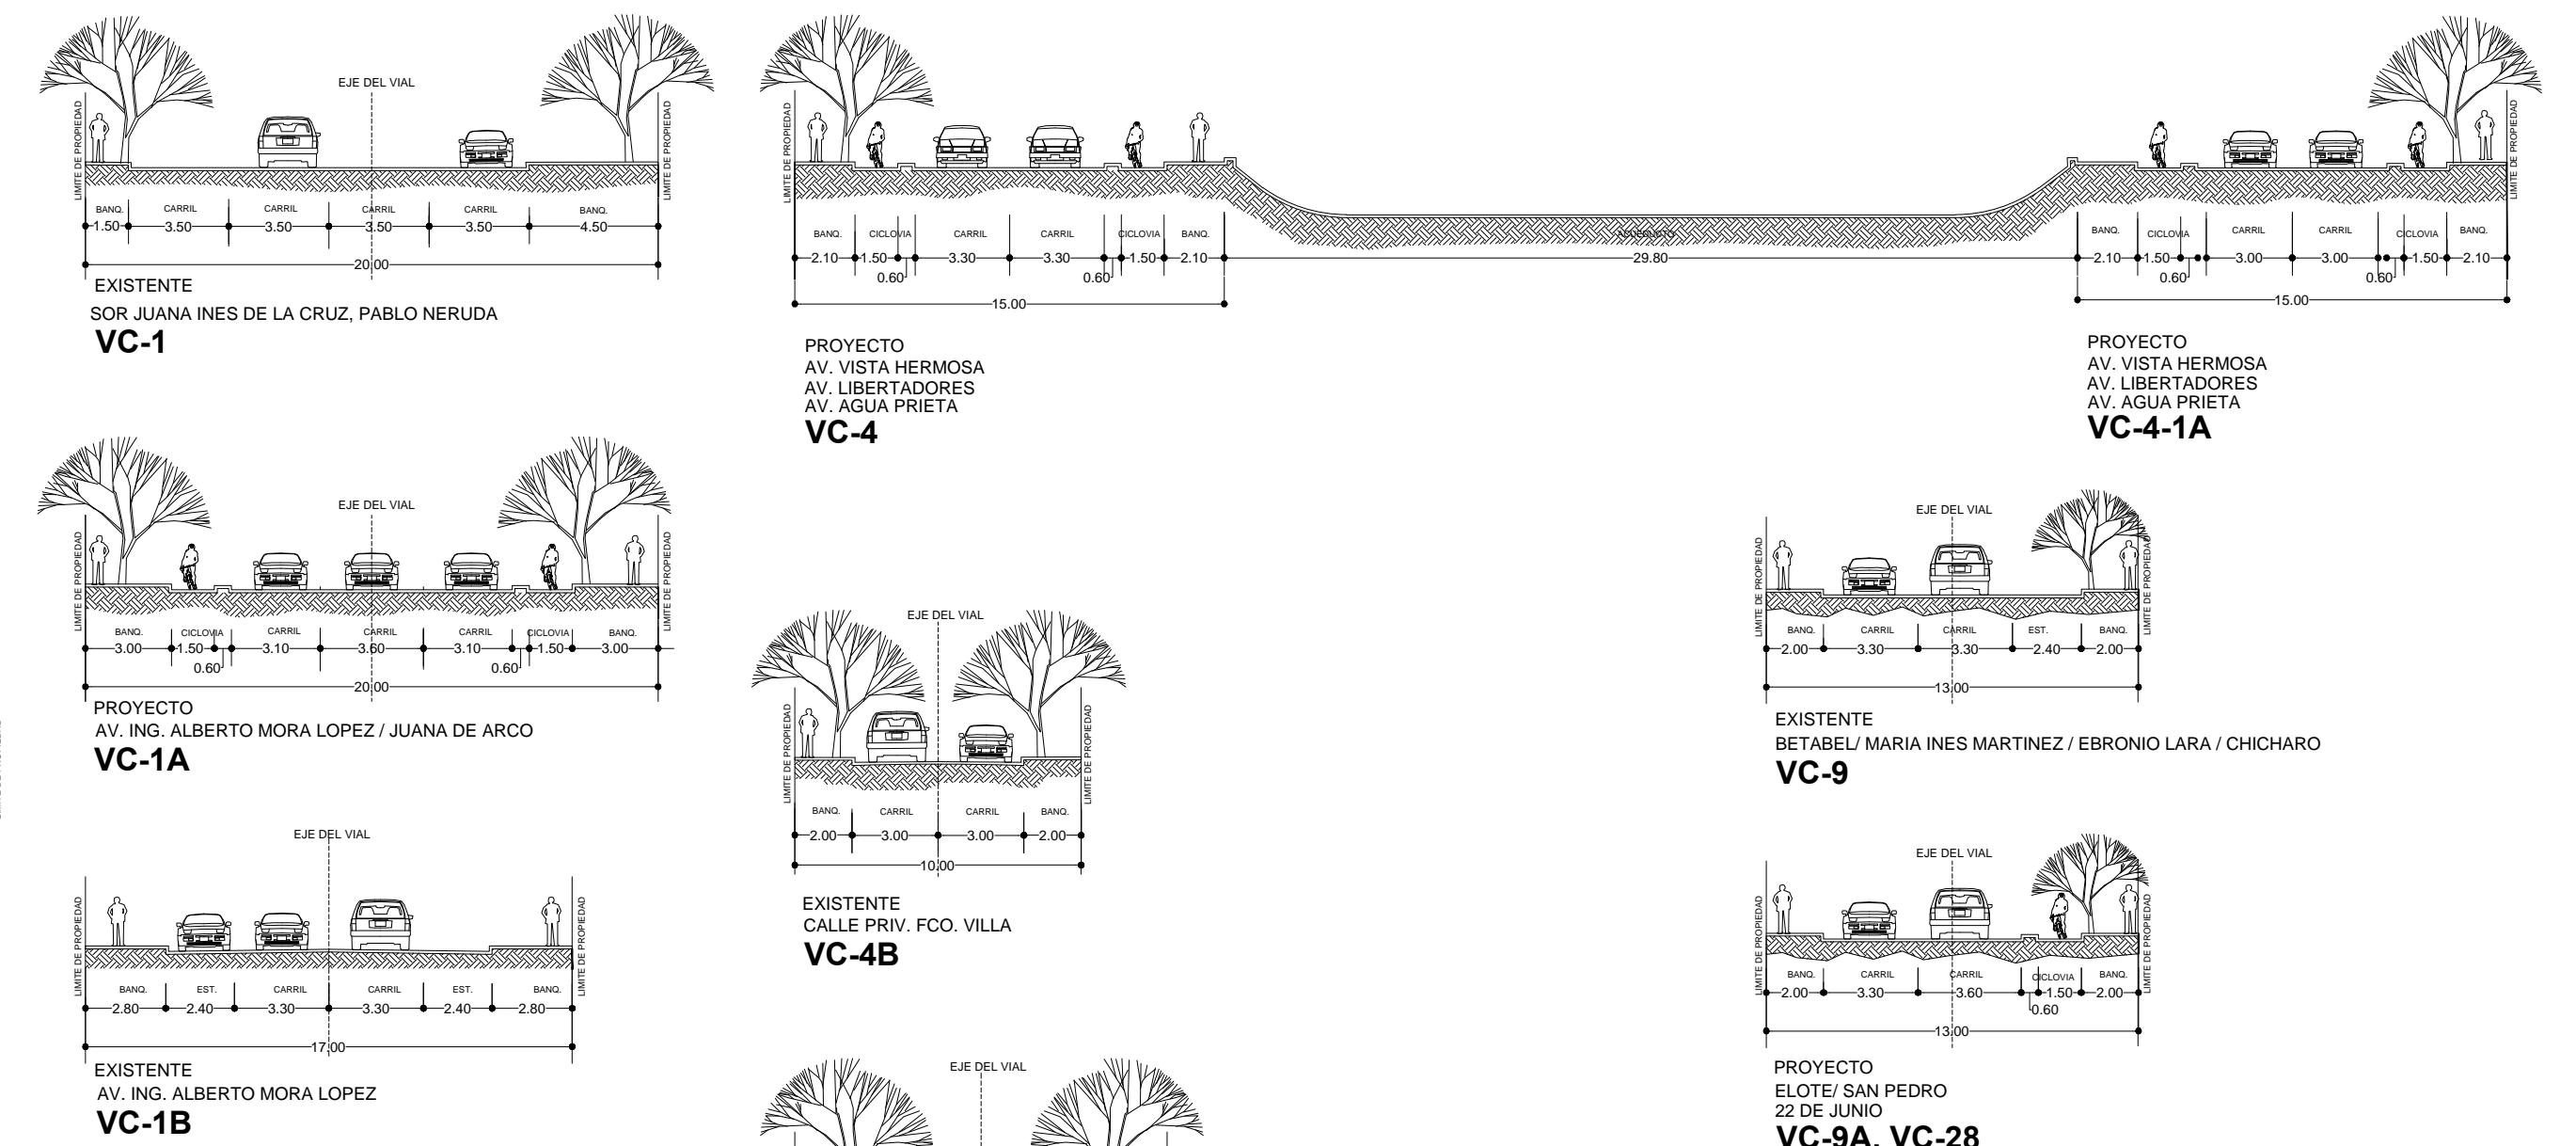 EJE DEL VIAL
LIMITE DE PROPIEDAD
LIMITE DE PROPIEDAD
BANQ. CARRIL CARRIL CARRIL CARRIL BANQ.
1.50 3.50 3.50 3.50 3.50 4.50
20.00
EXISTENTE
SOR JUANA INES DE LA CRUZ, PABLO NERUDA
VC-1
LIMITE DE PROPIEDAD
LIMITE DE PROPIEDAD
BANQ. CICLOVIA CARRIL CARRIL CICLOVIA BANQ. ACUEDUCTO BANQ. CICLOVIA CARRIL CARRIL CICLOVIA BANQ.
2.10 1.50 3.30 3.30 1.50 2.10 29.80 2.10 1.50 3.00 3.00 1.50 2.10
0.60 0.60 0.60 0.60
15.00 15.00
PROYECTO
AV. VISTA HERMOSA
AV. LIBERTADORES
AV. AGUA PRIETA
VC-4
PROYECTO
AV. VISTA HERMOSA
AV. LIBERTADORES
AV. AGUA PRIETA
VC-4-1A
EJE DEL VIAL
LIMITE DE PROPIEDAD
LIMITE DE PROPIEDAD
BANQ. CICLOVIA CARRIL CARRIL CARRIL CICLOVIA BANQ.
3.00 1.50 3.10 3.60 3.10 1.50 3.00
0.60 0.60
20.00
PROYECTO
AV. ING. ALBERTO MORA LOPEZ / JUANA DE ARCO
VC-1A
EJE DEL VIAL
LIMITE DE PROPIEDAD
LIMITE DE PROPIEDAD
BANQ. CARRIL CARRIL BANQ.
2.00 3.00 3.00 2.00
10.00
EXISTENTE
CALLE PRIV. FCO. VILLA
VC-4B
EJE DEL VIAL
LIMITE DE PROPIEDAD
LIMITE DE PROPIEDAD
BANQ. CARRIL CARRIL EST. BANQ.
2.00 3.30 3.30 2.40 2.00
13.00
EXISTENTE
BETABEL/ MARIA INES MARTINEZ / EBRONIO LARA / CHICHARO
VC-9
EJE DEL VIAL
LIMITE DE PROPIEDAD
LIMITE DE PROPIEDAD
BANQ. EST. CARRIL CARRIL EST. BANQ.
2.80 2.40 3.30 3.30 2.40 2.80
17.00
EXISTENTE
AV. ING. ALBERTO MORA LOPEZ
VC-1B
EJE DEL VIAL
EJE DEL VIAL
LIMITE DE PROPIEDAD
LIMITE DE PROPIEDAD
BANQ. CARRIL CARRIL CICLOVIA BANQ.
2.00 3.30 3.60 1.50 2.00
0.60
13.00
PROYECTO
ELOTE/ SAN PEDRO
22 DE JUNIO
VC-9A, VC-28